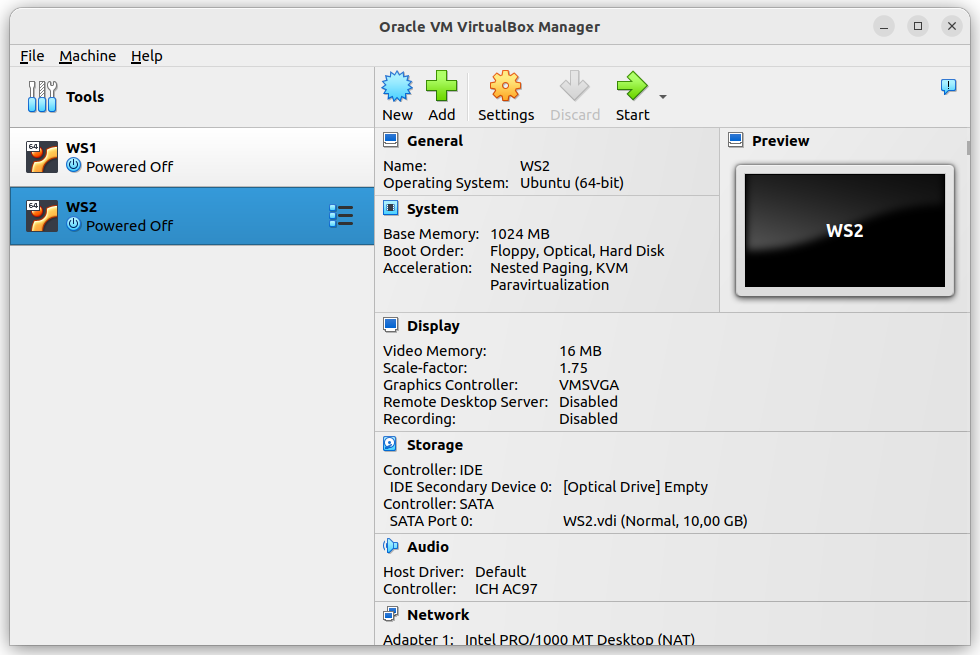 Oracle VM VirtualBox Manager
File Machine Help
Tools
New Add Settings Discard Start
64 WS1
Powered Off
64 WS2
Powered Off
General
Name: WS2
Operating System: Ubuntu (64-bit)
System
Base Memory: 1024 MB
Boot Order: Floppy, Optical, Hard Disk
Acceleration: Nested Paging, KVM
Paravirtualization
Preview
WS2
Display
Video Memory: 16 MB
Scale-factor: 1.75
Graphics Controller: VMSVGA
Remote Desktop Server: Disabled
Recording: Disabled
Storage
Controller: IDE
IDE Secondary Device 0: [Optical Drive] Empty
Controller: SATA
SATA Port 0: WS2.vdi (Normal, 10,00 GB)
Audio
Host Driver: Default
Controller: ICH AC97
Network
Adapter 1: Intel PRO/1000 MT Desktop (NAT)